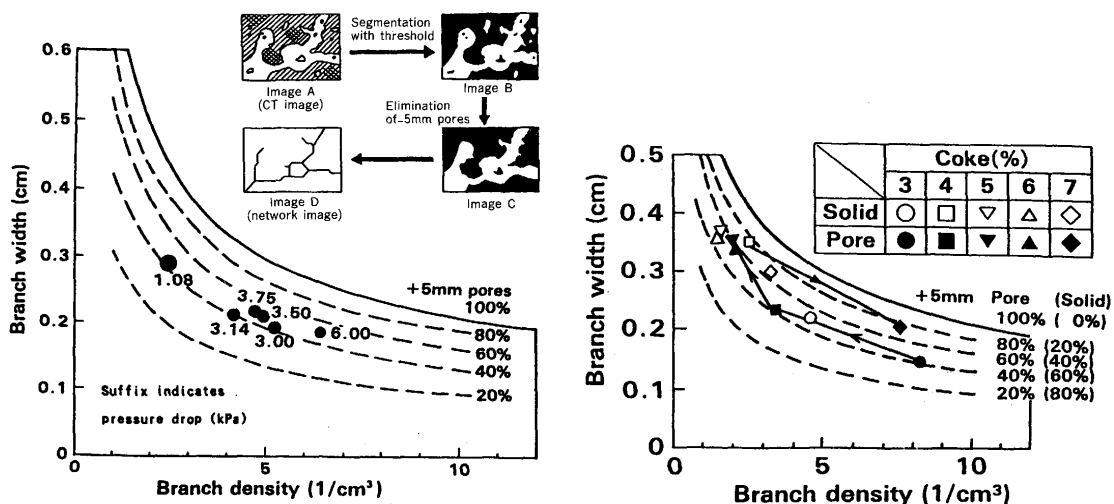 Segmentation
with threshold
Image A
(CT image)
Image B
Elimination
of-5mm pores
Image D
(network image)
Image C
0.6
0.5
0.4
0.3
0.2
0.1
0
Branch width (cm)
1.08
3.75
3.50
3.14
3.00
6.00
+5mm pores
100%
80%
60%
40%
20%
Suffix indicates
pressure drop (kPa)
0
5
10
Branch density (1/cm³)
Coke(%)
3 4 5 6 7
Solid
Pore
0.5
0.4
0.3
0.2
0.1
0
Branch width (cm)
+5mm Pore (Solid)
100% ( 0%)
80% (20%)
60% (40%)
40% (60%)
20% (80%)
0
5
10
Branch density (1/cm³)